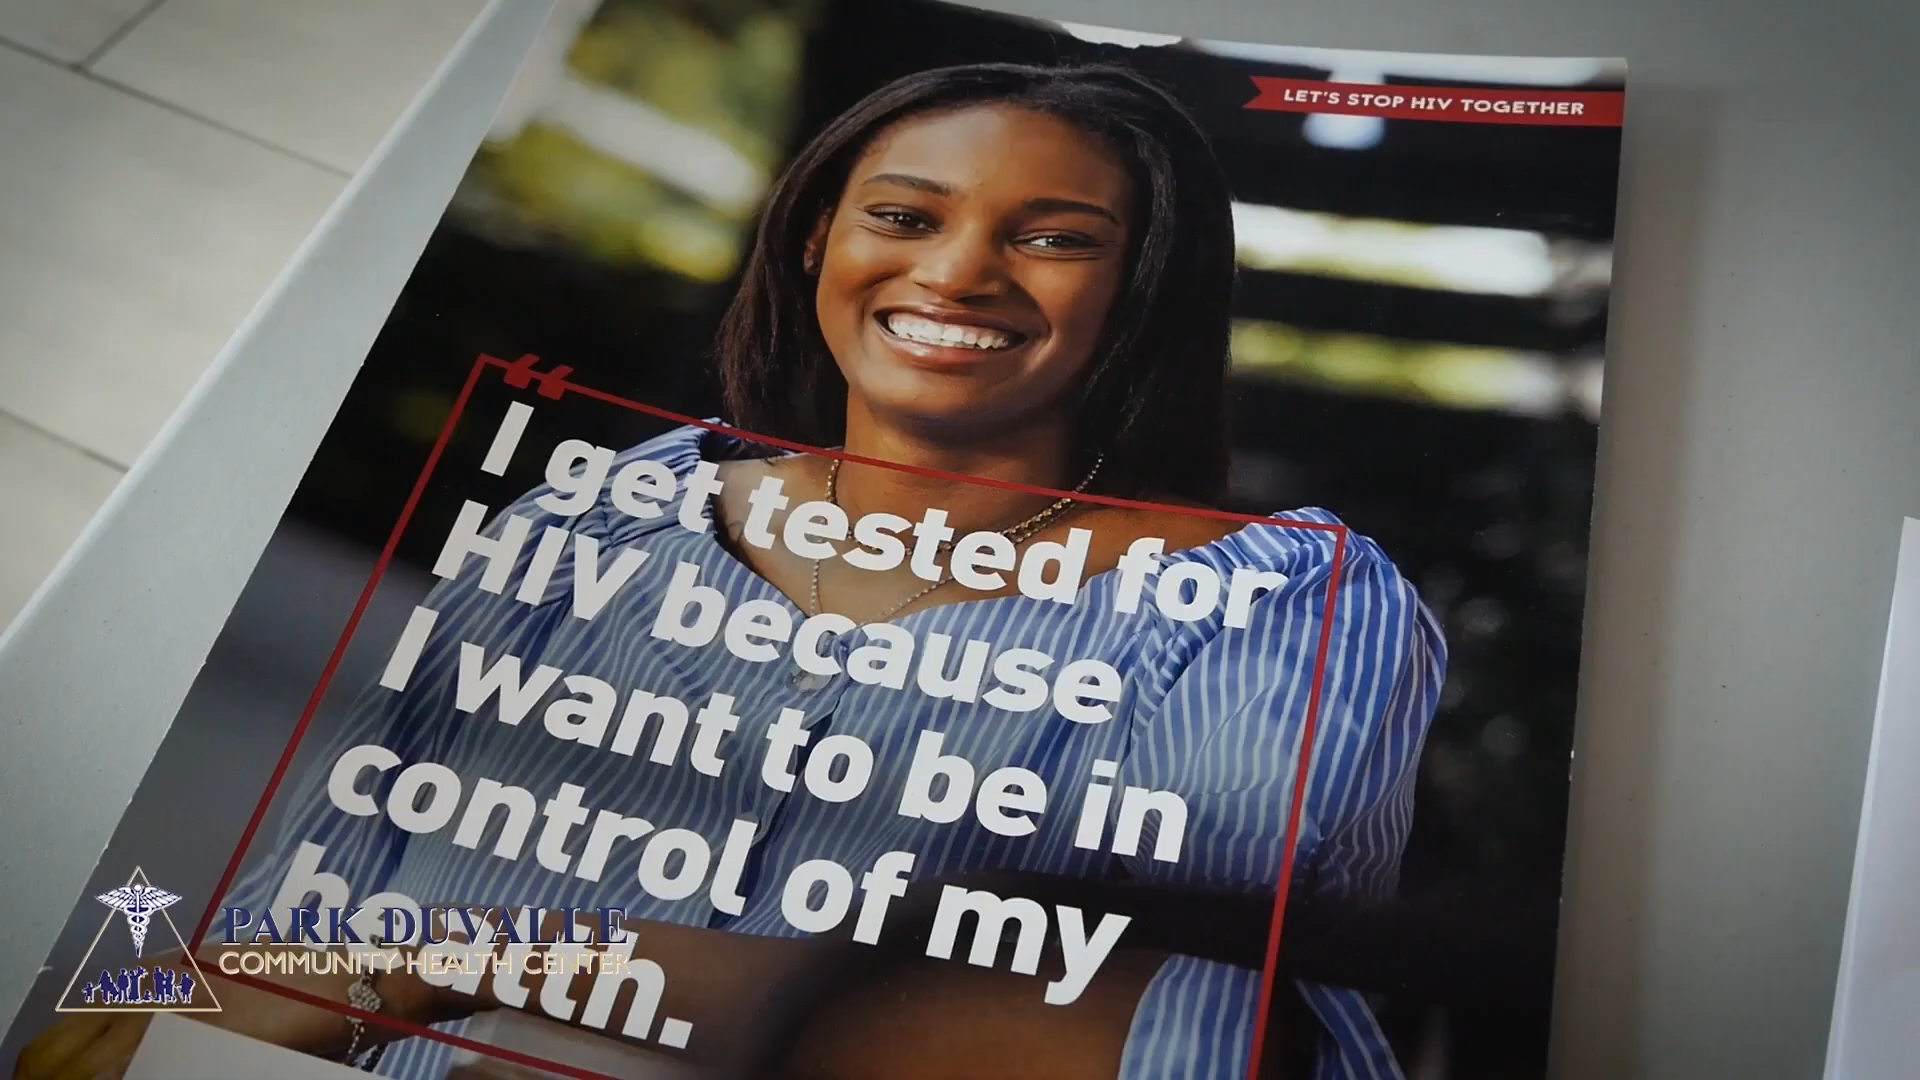 LET'S STOP HIV TOGETHER
“
I get tested for
HIV because
I want to be in
control of my
health.
PARK DUVALLE
COMMUNITY HEALTH CENTER